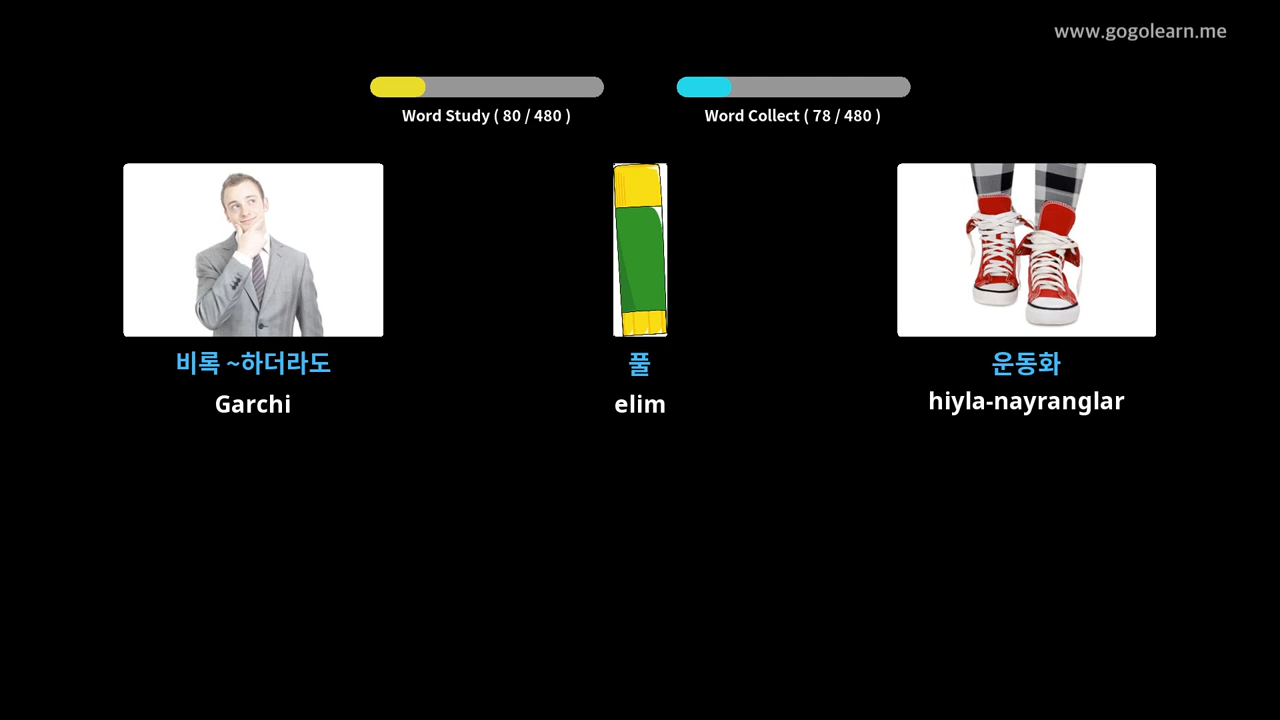 www.gogolearn.me
Word Study ( 80 / 480 )
Word Collect ( 78 / 480 )
비록 ~하더라도
Garchi
풀
elim
운동화
hiyla-nayranglar